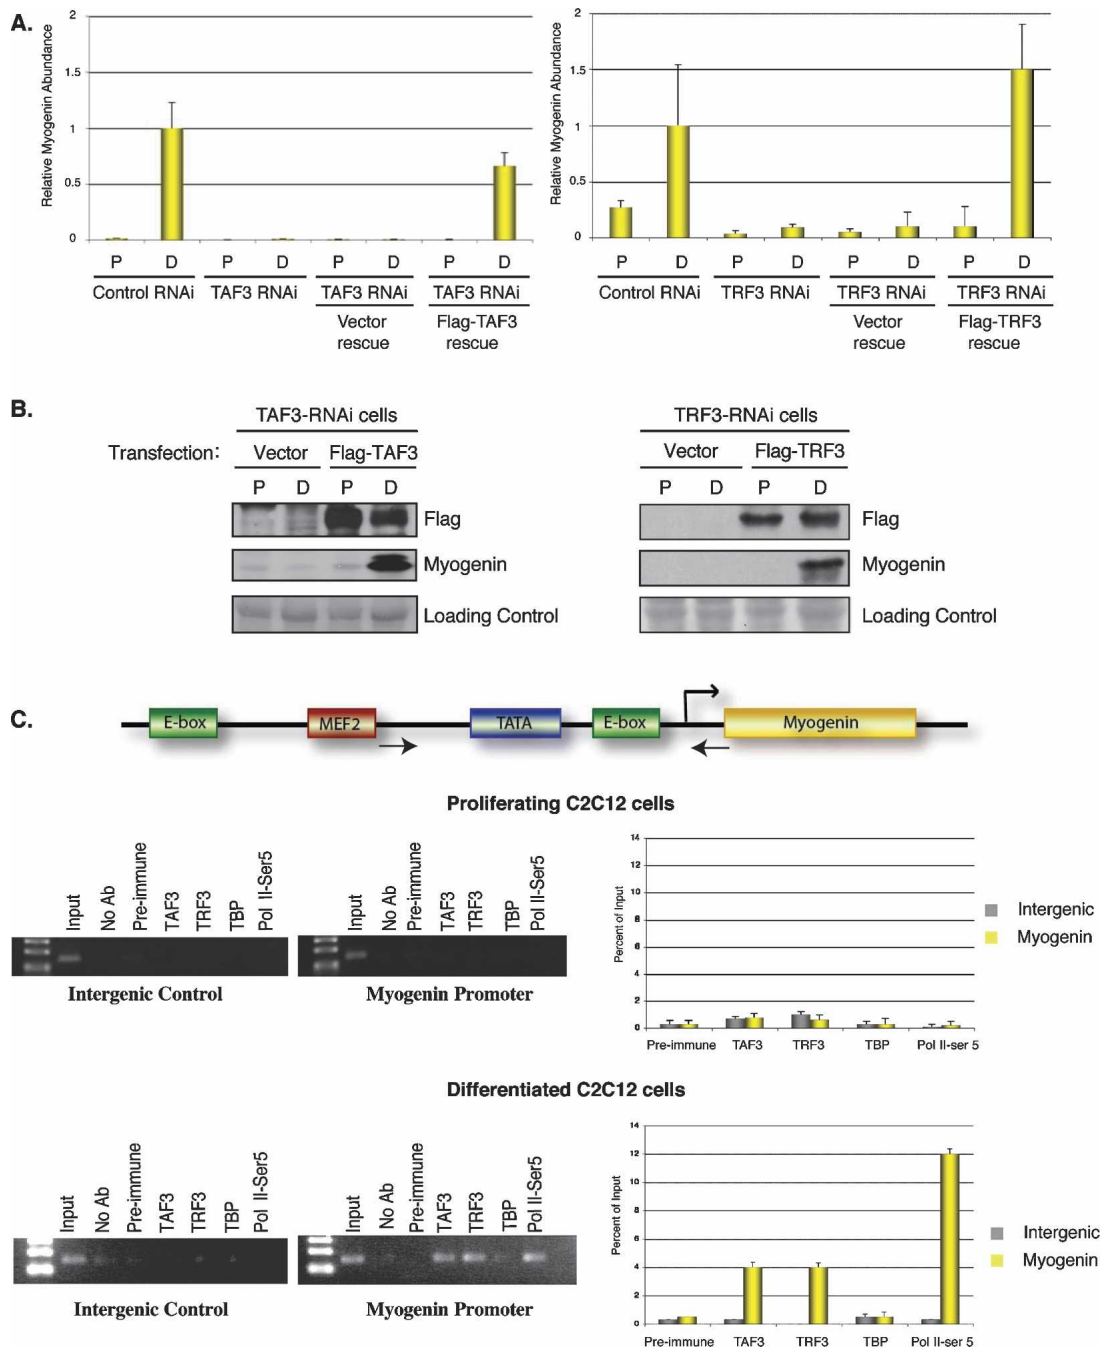 A.
Relative Myogenin Abundance
2
1.5
1
0.5
0
P D P D P D P D
Control RNAi TAF3 RNAi TAF3 RNAi TAF3 RNAi
Vector rescue
Flag-TAF3 rescue
Relative Myogenin Abundance
2
1.5
1
0.5
0
P D P D P D P D
Control RNAi TRF3 RNAi TRF3 RNAi TRF3 RNAi
Vector rescue
Flag-TRF3 rescue
B.
TAF3-RNAi cells
Transfection: Vector Flag-TAF3
P D P D
Flag
Myogenin
Loading Control
TRF3-RNAi cells
Vector Flag-TRF3
P D P D
Flag
Myogenin
Loading Control
C.
E-box MEF2 TATA E-box Myogenin
Proliferating C2C12 cells
Input
No Ab
Pre-immune
TAF3
TRF3
TBP
Pol II-Ser5
Intergenic Control
Input
No Ab
Pre-immune
TAF3
TRF3
TBP
Pol II-Ser5
Myogenin Promoter
Percent of Input
14
12
10
8
6
4
2
0
Pre-immune TAF3 TRF3 TBP Pol II-ser 5
Intergenic
Myogenin
Differentiated C2C12 cells
Input
No Ab
Pre-immune
TAF3
TRF3
TBP
Pol II-Ser5
Intergenic Control
Input
No Ab
Pre-immune
TAF3
TRF3
TBP
Pol II-Ser5
Myogenin Promoter
Percent of Input
14
12
10
8
6
4
2
0
Pre-immune TAF3 TRF3 TBP Pol II-ser 5
Intergenic
Myogenin